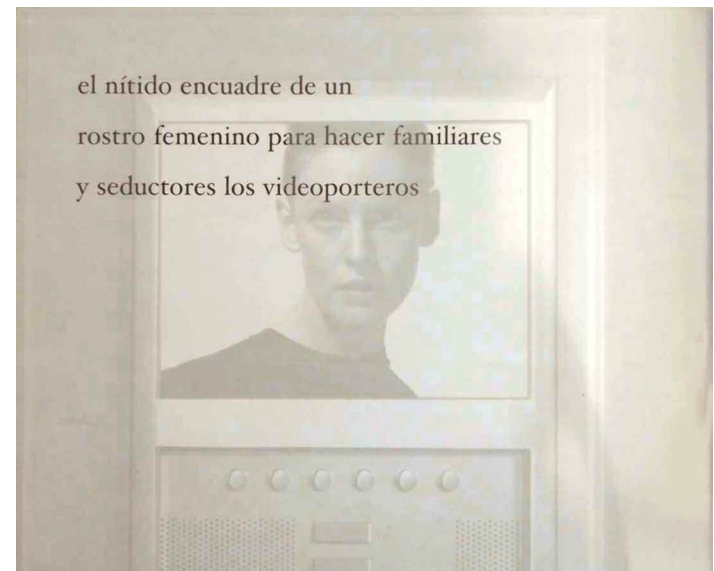 el nítido encuadre de un
rostro femenino para hacer familiares
y seductores los videoporteros